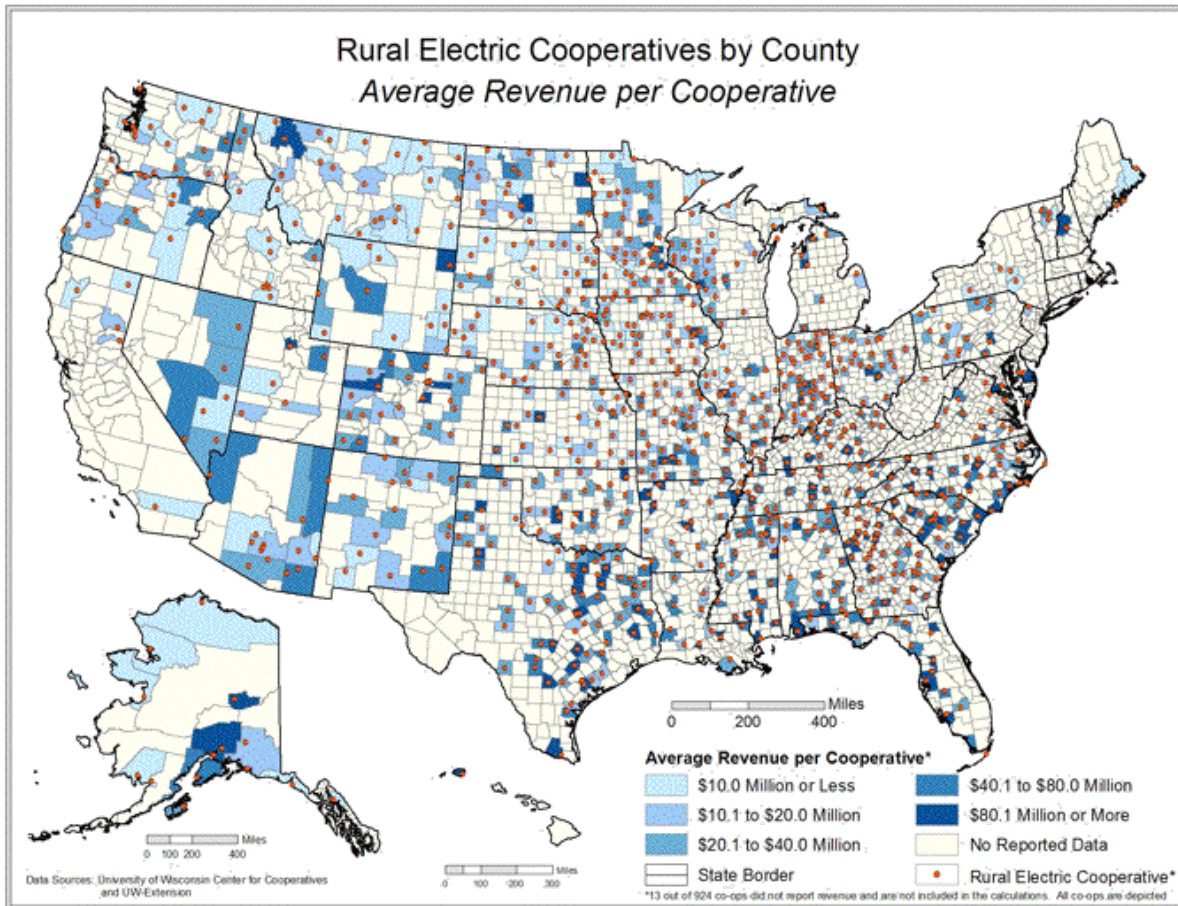 Rural Electric Cooperatives by County
Average Revenue per Cooperative
Miles
0 200 400
Average Revenue per Cooperative*
$10.0 Million or Less
$10.1 to $20.0 Million
$20.1 to $40.0 Million
State Border
$40.1 to $80.0 Million
$80.1 Million or More
No Reported Data
Rural Electric Cooperative*
Miles
0 100 200 400
Miles
0 50 100 200 300
Data Sources: University of Wisconsin Center for Cooperatives
and UW-Extension
*13 out of 924 co-ops did not report revenue and are not included in the calculations. All co-ops are depicted